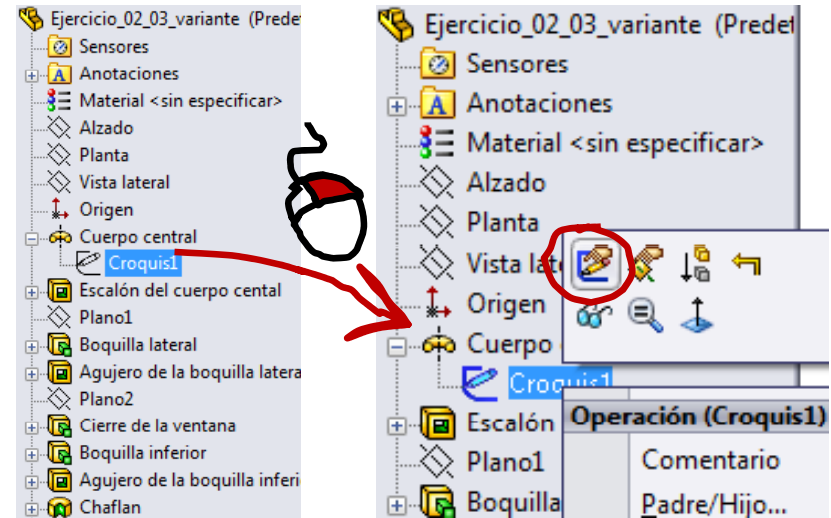 Ejercicio_02_03_variante (Prede
Sensores
Anotaciones
Material <sin especificar>
Alzado
Planta
Vista lateral
Origen
Cuerpo central
Croquis1
Escalón del cuerpo cental
Plano1
Boquilla lateral
Agujero de la boquilla latera
Plano2
Cierre de la ventana
Boquilla inferior
Agujero de la boquilla inferi
Chaflan
Ejercicio_02_03_variante (Predet
Sensores
Anotaciones
Material <sin especificar>
Alzado
Planta
Vista late
Origen
Cuerpo
Croquis1
Escalón
Operación (Croquis1)
Plano1
Comentario
Boquilla
Padre/Hijo...